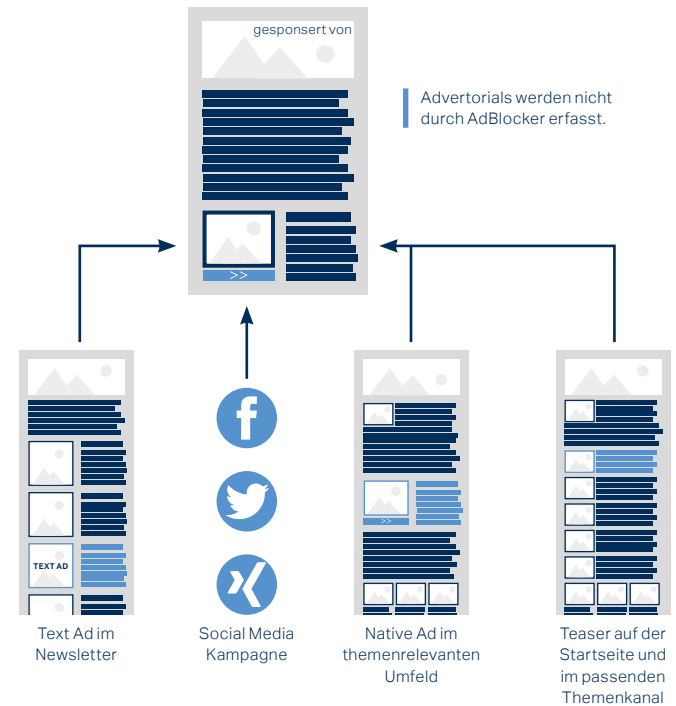 gesponsert von
Advertorials werden nicht
durch AdBlocker erfasst.
>>
>>
TEXT AD
Text Ad im
Newsletter
Social Media
Kampagne
Native Ad im
themenrelevanten
Umfeld
Teaser auf der
Startseite und
im passenden
Themenkanal